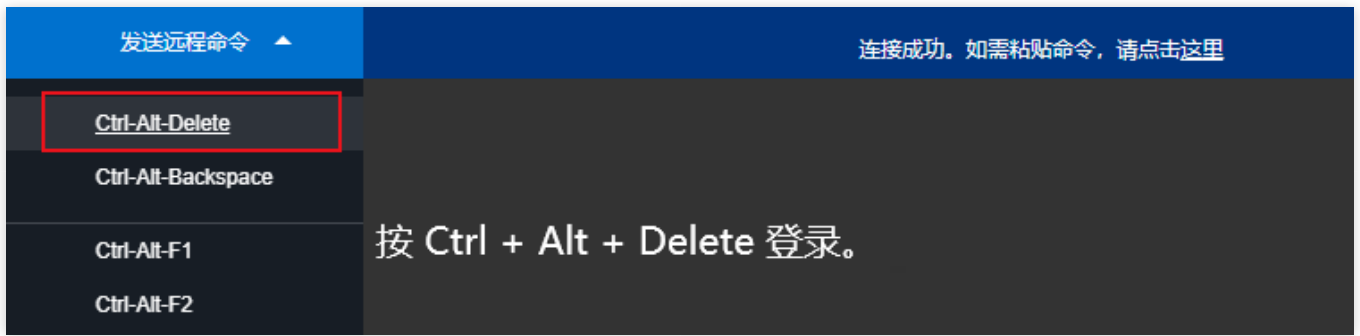 发送远程命令
连接成功。如需粘贴命令，请点击这里
Ctrl-Alt-Delete
Ctrl-Alt-Backspace
按 Ctrl + Alt + Delete 登录。
Ctrl-Alt-F1
Ctrl-Alt-F2